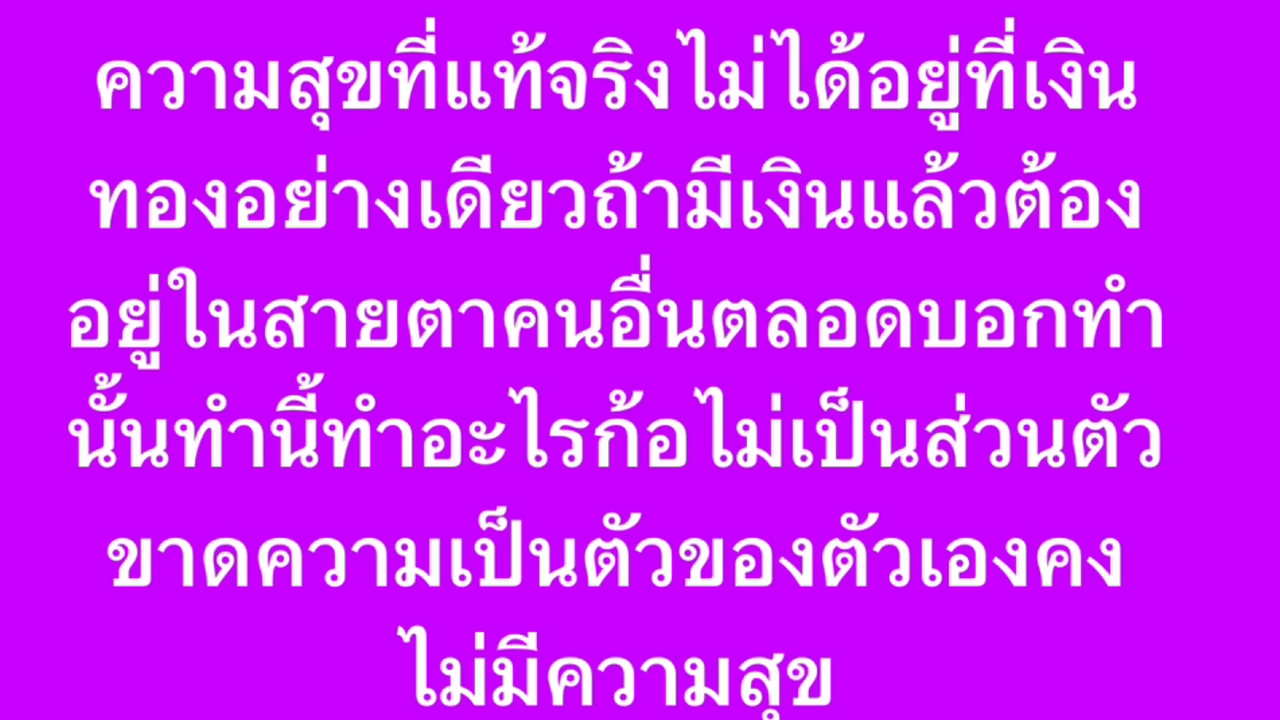 ความสุขที่แท้จริงไม่ได้อยู่ที่เงิน
ทองอย่างเดียวถ้ามีเงินแล้วต้อง
อยู่ในสายตาคนอื่นตลอดบอกทำ
นั้นทำนี้ทำอะไรก้อไม่เป็นส่วนตัว
ขาดความเป็นตัวของตัวเองคง
ไม่มีความสุข